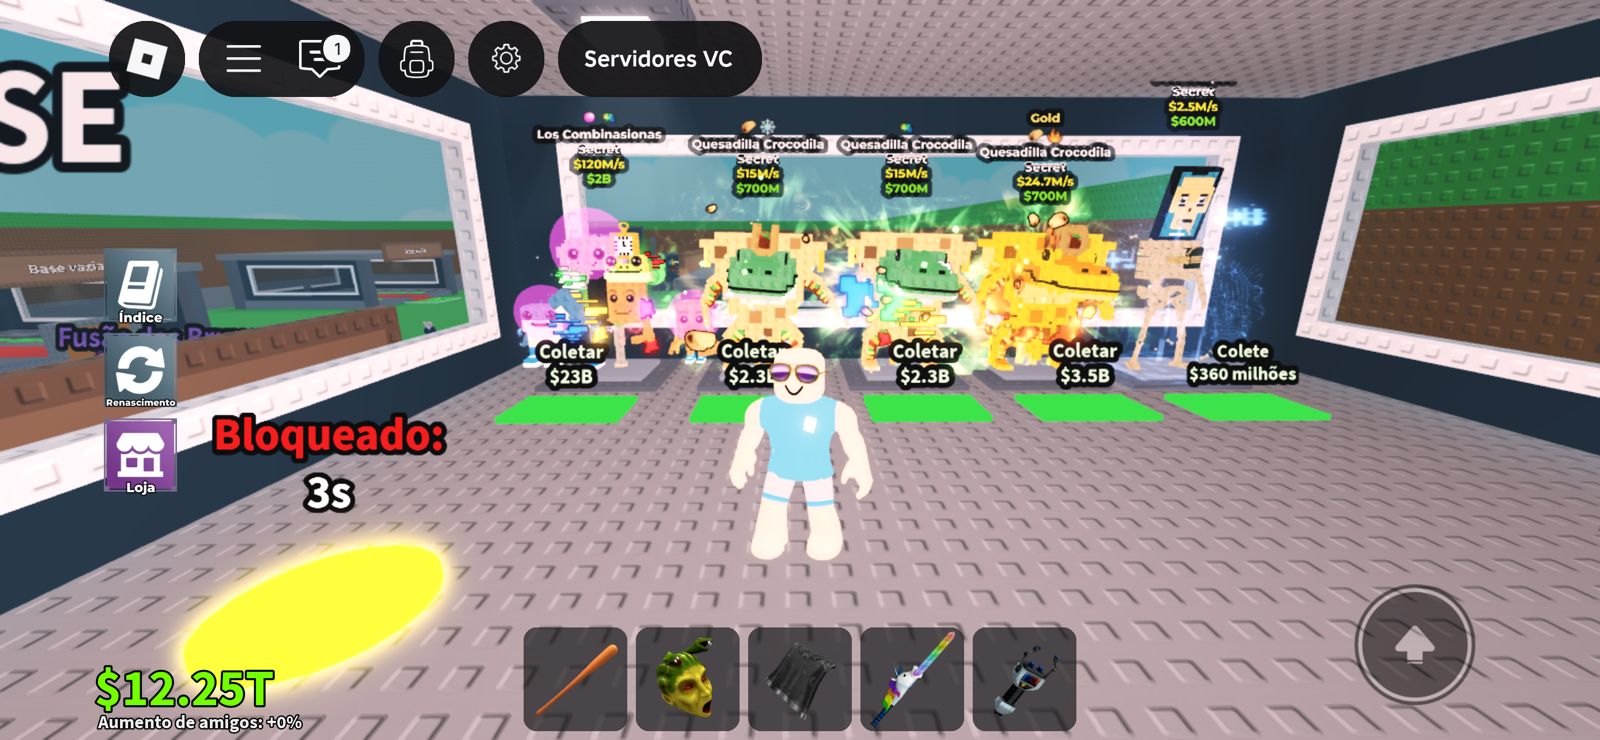 1
Servidores VC
SE
Los Combinasionas
Secret
$120M/s
$2B
Quesadilla Crocodila
Secret
$15M/s
$700M
Quesadilla Crocodila
Secret
$15M/s
$700M
Gold
Quesadilla Crocodila
Secret
$24.7M/s
$700M
Secret
$2.5M/s
$600M
Base vazia
Índice
Renascimento
Loja
Bloqueado:
3s
Coletar
$23B
Coletar
Coletar
$2.3B
Coletar
$3.5B
Colete
$360 milhões
$12.25T
Aumento de amigos: +0%